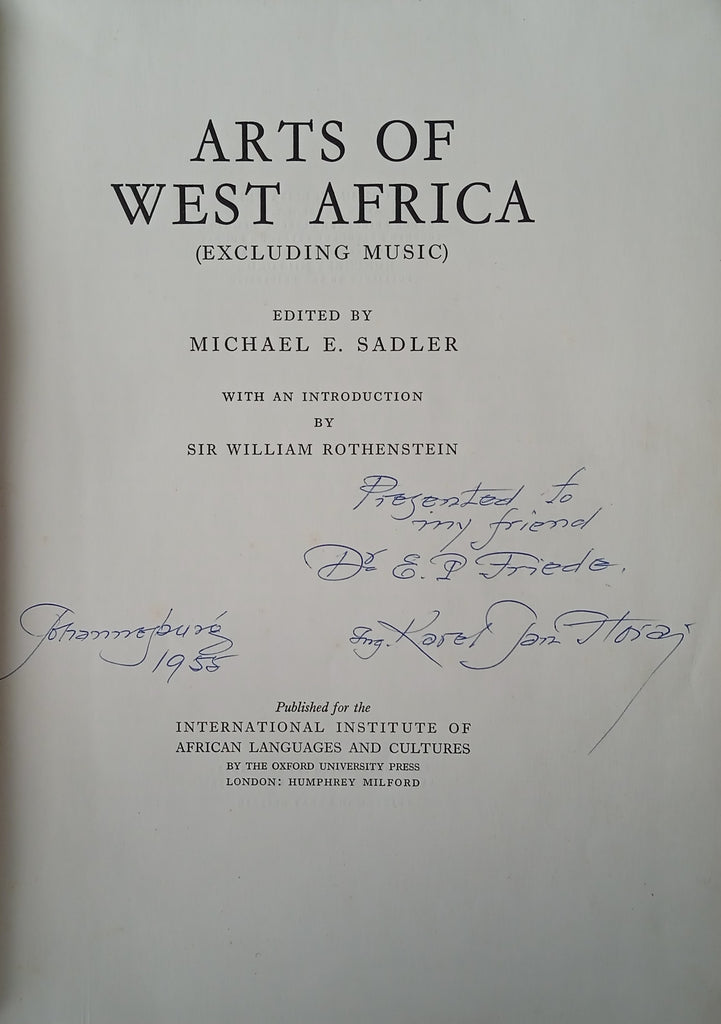 ARTS OF
WEST AFRICA
(EXCLUDING MUSIC)
EDITED BY
MICHAEL E. SADLER
WITH AN INTRODUCTION
BY
SIR WILLIAM ROTHENSTEIN
Presented to
my friend
Dr E. P Friede.
Johannesburg
1955
Ing. Karel Jan
Published for the
INTERNATIONAL INSTITUTE OF
AFRICAN LANGUAGES AND CULTURES
BY THE OXFORD UNIVERSITY PRESS
LONDON: HUMPHREY MILFORD